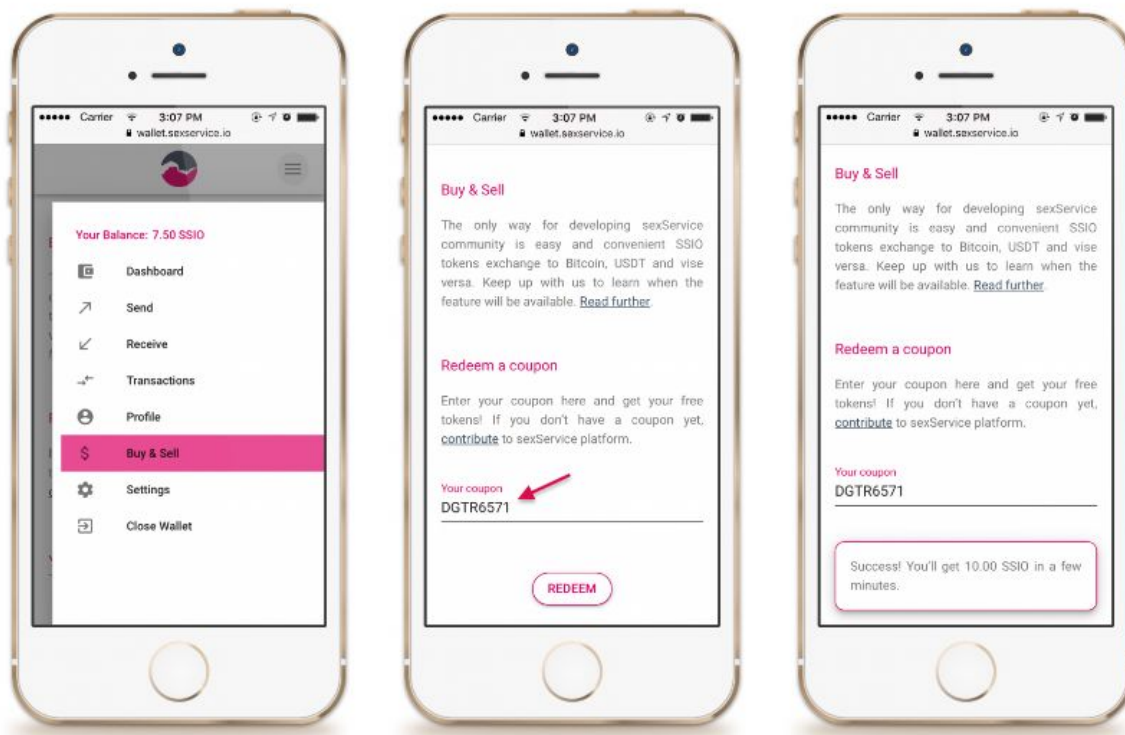 Carrier 3:07 PM
wallet.sexservice.io
Your Balance: 7.50 SSIO
Dashboard
Send
Receive
Transactions
Profile
Buy & Sell
Settings
Close Wallet
Carrier 3:07 PM
wallet.sexservice.io
Buy & Sell
The only way for developing sexService
community is easy and convenient SSIO
tokens exchange to Bitcoin, USDT and vise
versa. Keep up with us to learn when the
feature will be available. Read further.
Redeem a coupon
Enter your coupon here and get your free
tokens! If you don't have a coupon yet,
contribute to sexService platform.
Your coupon
DGTR6571
REDEEM
Carrier 3:07 PM
wallet.sexservice.io
Buy & Sell
The only way for developing sexService
community is easy and convenient SSIO
tokens exchange to Bitcoin, USDT and vise
versa. Keep up with us to learn when the
feature will be available. Read further.
Redeem a coupon
Enter your coupon here and get your free
tokens! If you don't have a coupon yet,
contribute to sexService platform.
Your coupon
DGTR6571
Success! You'll get 10.00 SSIO in a few
minutes.